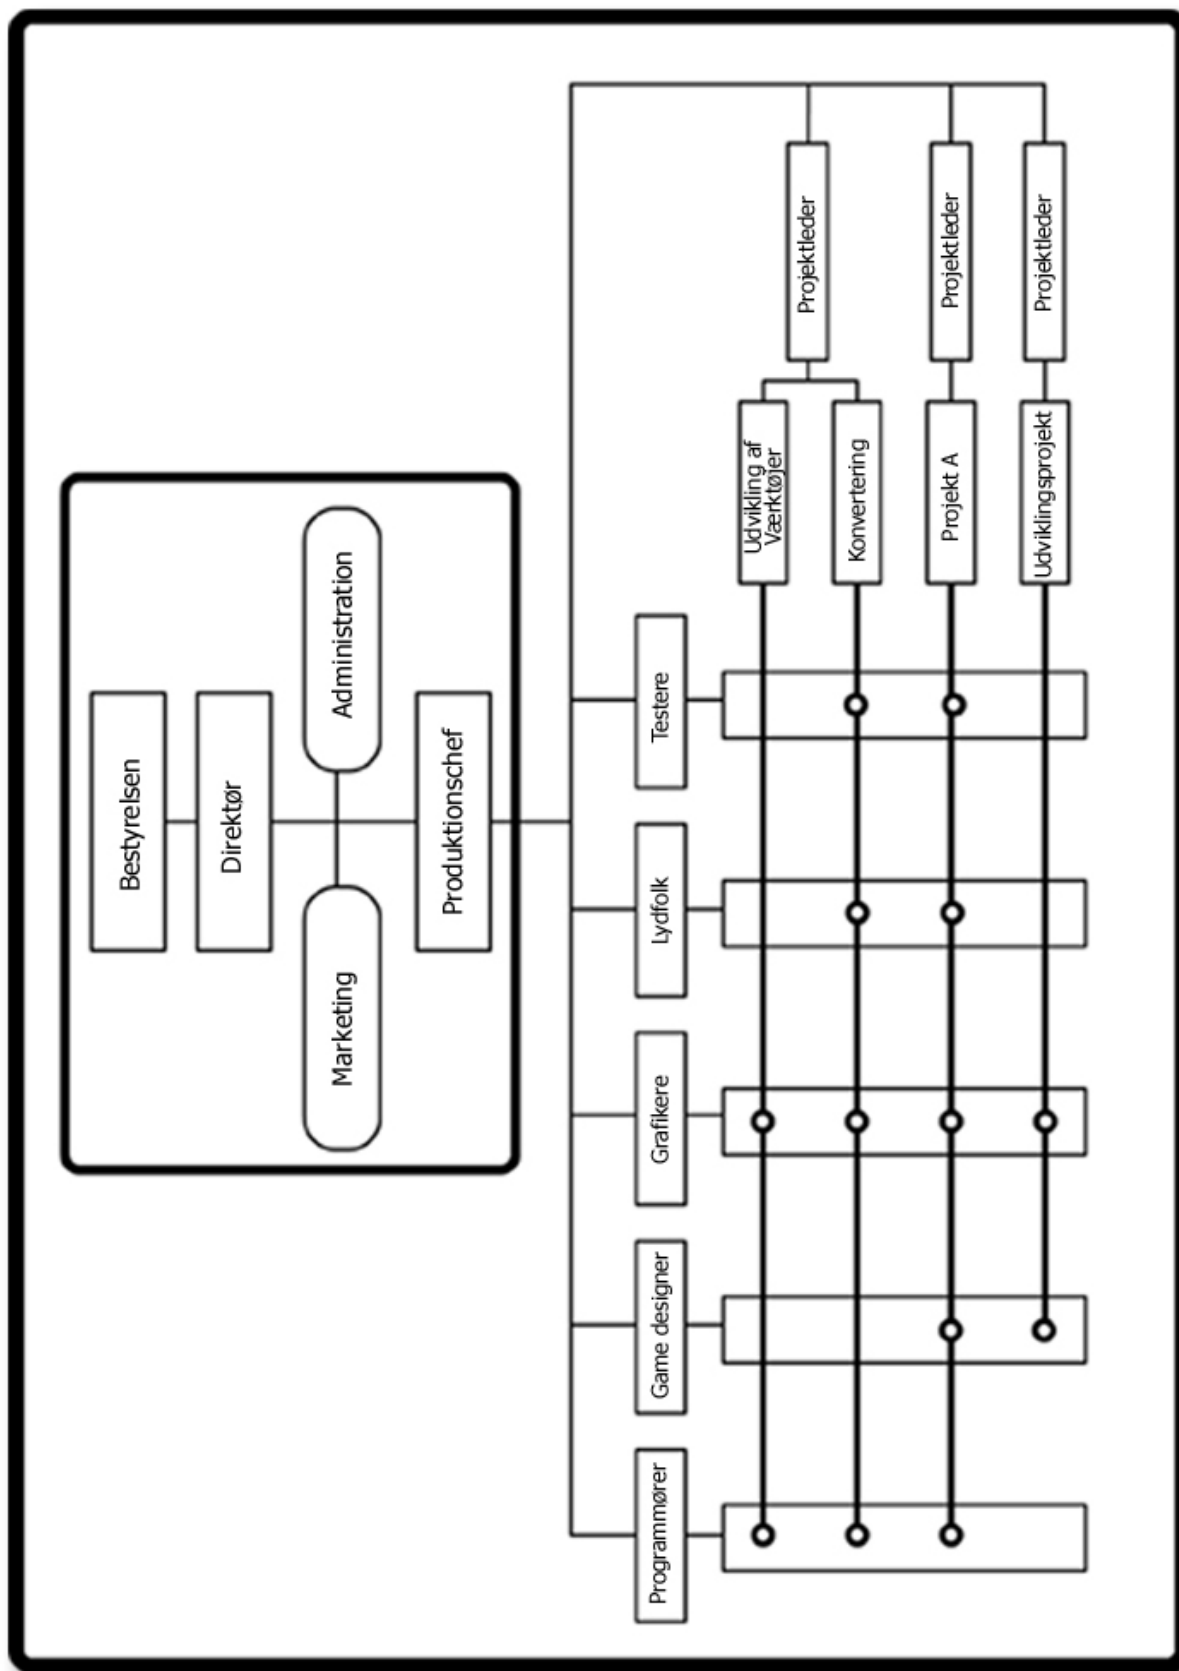 Bestyrelsen
Direktør
Marketing
Administration
Produktionschef
Programmører
Game designer
Grafikere
Lydfolk
Testere
Udvikling af
Værktøjer
Projektleder
Konvertering
Projekt A
Projektleder
Udviklingsprojekt
Projektleder